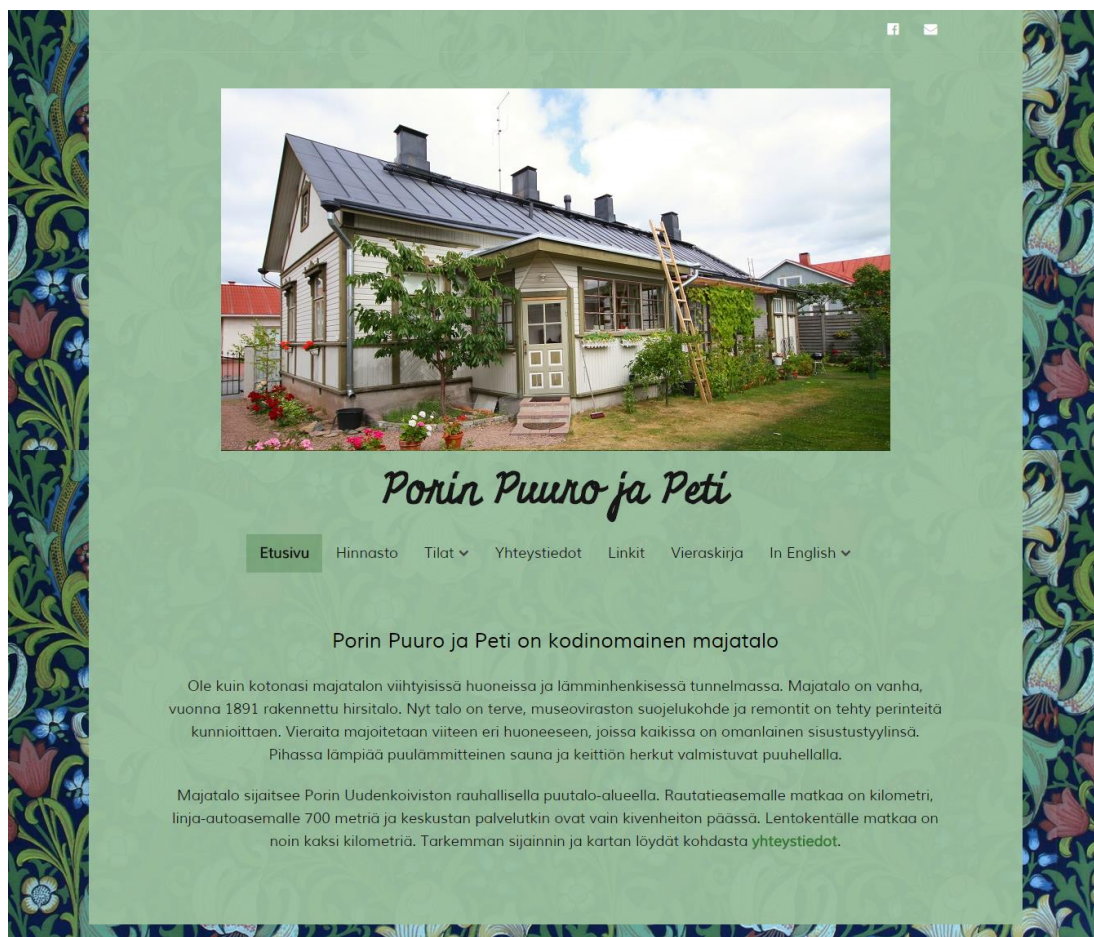 Porin Puuro ja Peti
Etusivu Hinnasto Tilat Yhteystiedot Linkit Vieraskirja In English
Porin Puuro ja Peti on kodinomainen majatalo
Ole kuin kotonasi majatalon viihtyisissä huoneissa ja lämminhenkisessä tunnelmassa. Majatalo on vanha,
vuonna 1891 rakennettu hirsitalo. Nyt talo on terve, museoviraston suojelukohde ja remontit on tehty perinteitä
kunnioittaen. Vieraita majoitetaan viiteen eri huoneeseen, joissa kaikissa on omanlainen sisustustyylinsä.
Pihassa lämpiää puulämmitteinen sauna ja keittiön herkut valmistuvat puuhellalla.
Majatalo sijaitsee Porin Uudenkoiviston rauhallisella puutalo-alueella. Rautatieasemalle matkaa on kilometri,
linja-autoasemalle 700 metriä ja keskustan palvelutkin ovat vain kivenheiton päässä. Lentokentälle matkaa on
noin kaksi kilometriä. Tarkemman sijainnin ja kartan löydät kohdasta yhteystiedot.